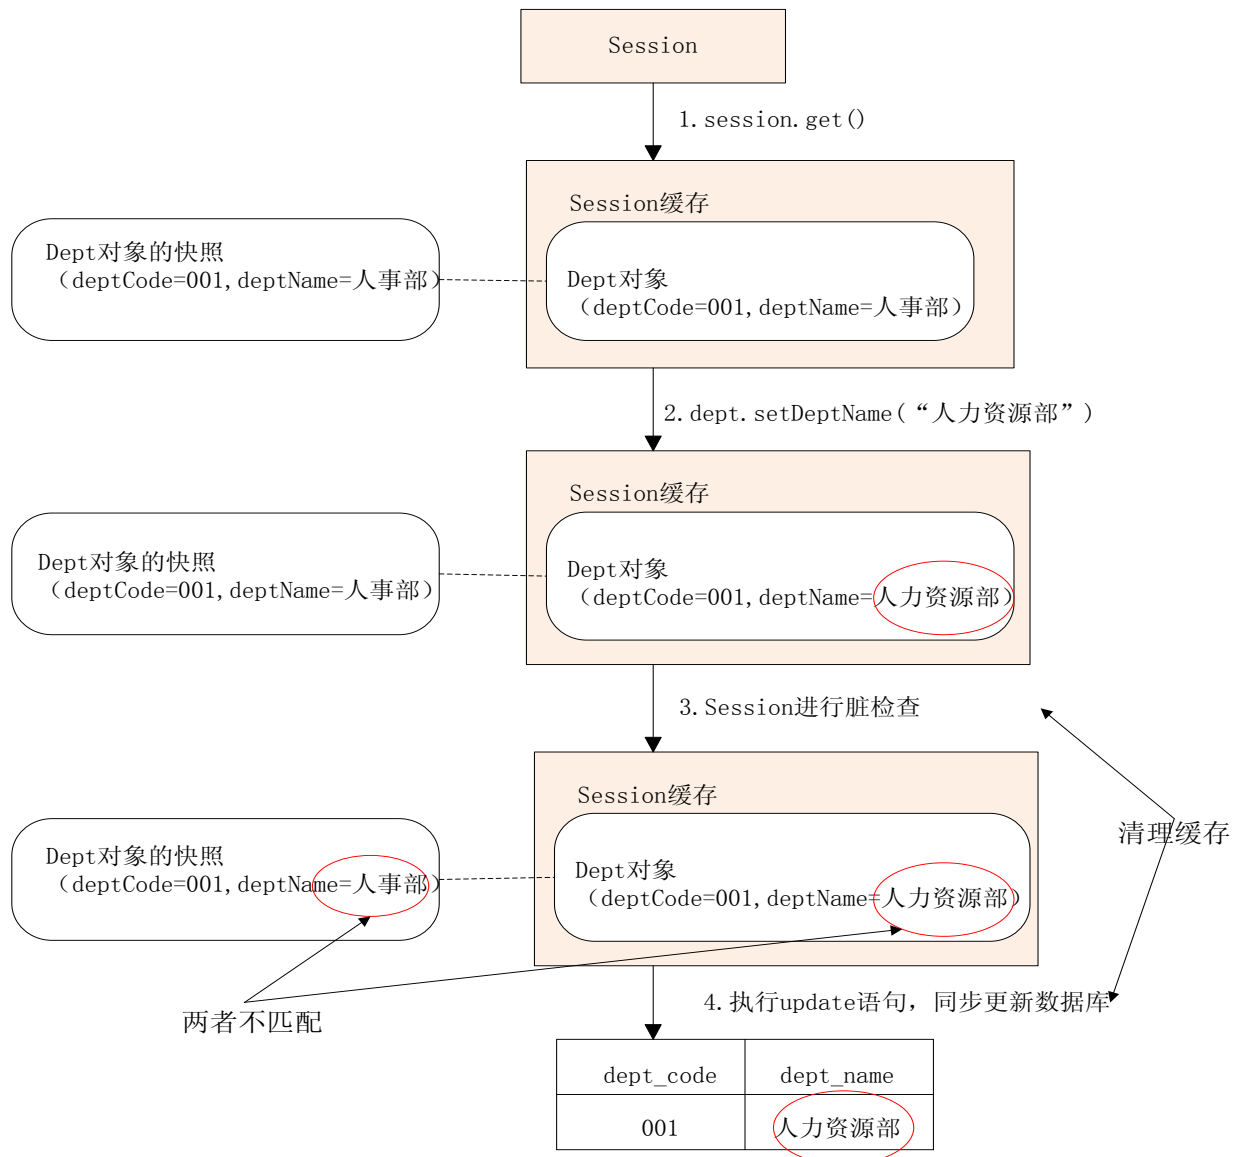 Session
1.session.get()
Session缓存
Dept对象的快照
（deptCode=001,deptName=人事部）
Dept对象
（deptCode=001,deptName=人事部）
2.dept.setDeptName(“人力资源部”)
Session缓存
Dept对象的快照
（deptCode=001,deptName=人事部）
Dept对象
（deptCode=001,deptName=人力资源部）
3.Session进行脏检查
Session缓存
清理缓存
Dept对象的快照
（deptCode=001,deptName=人事部）
Dept对象
（deptCode=001,deptName=人力资源部）
两者不匹配
4.执行update语句，同步更新数据库
dept_code dept_name
001 人力资源部